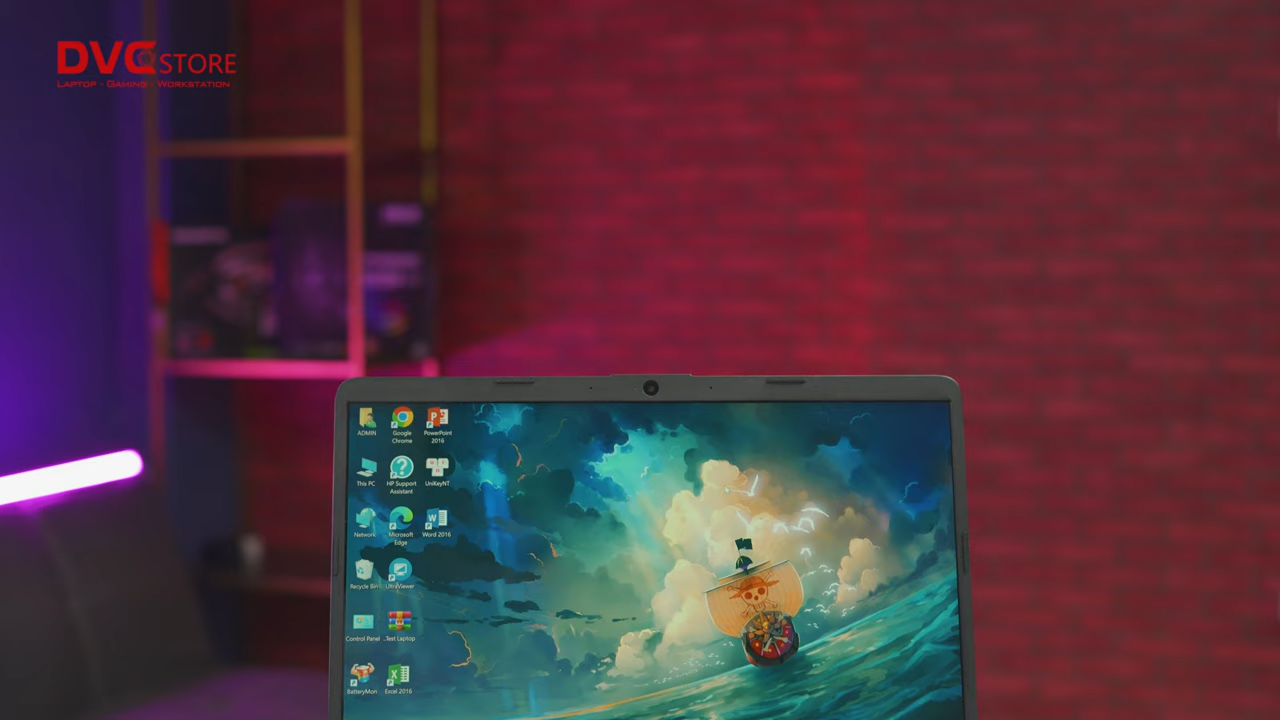 DVC STORE
LAPTOP - GAMING - WORKSTATION
ADMIN
Google
Chrome
PowerPoint
2016
This PC
HP Support
Assistant
UniKeyNT
Network
Microsoft
Edge
Word 2016
Recycle Bin
UltraViewer
Control Panel
Test Laptop
BatteryMon
Excel 2016